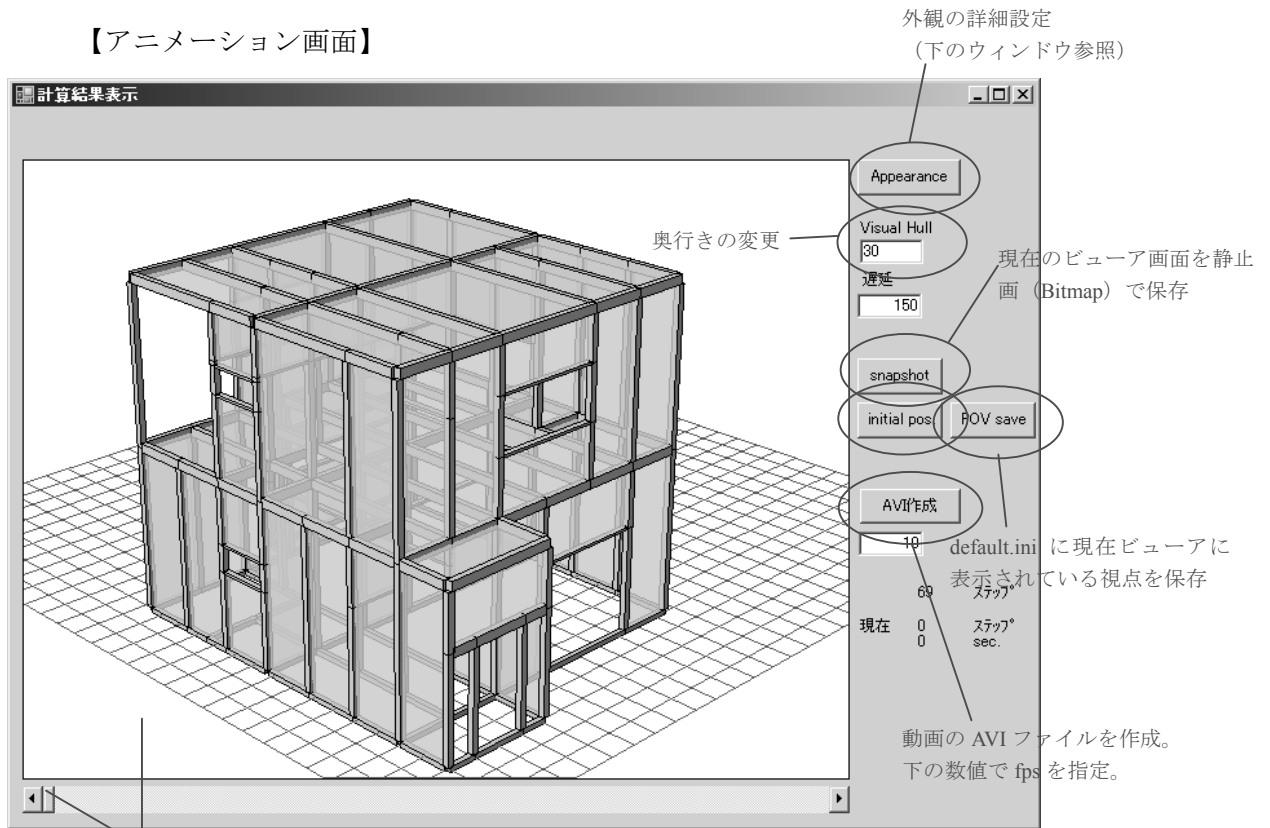 【アニメーション画面】
外観の詳細設定
（下のウィンドウ参照）
計算結果表示
Appearance
Visual Hull
30
奥行きの変更
遅延
150
現在のビューア画面を静止
画（Bitmap）で保存
snapshot
initial pos
POV save
AVI作成
10
default.ini に現在ビューアに
表示されている視点を保存
69 ステップ
現在 0 ステップ
0 sec.
動画の AVI ファイルを作成。
下の数値で fps を指定。